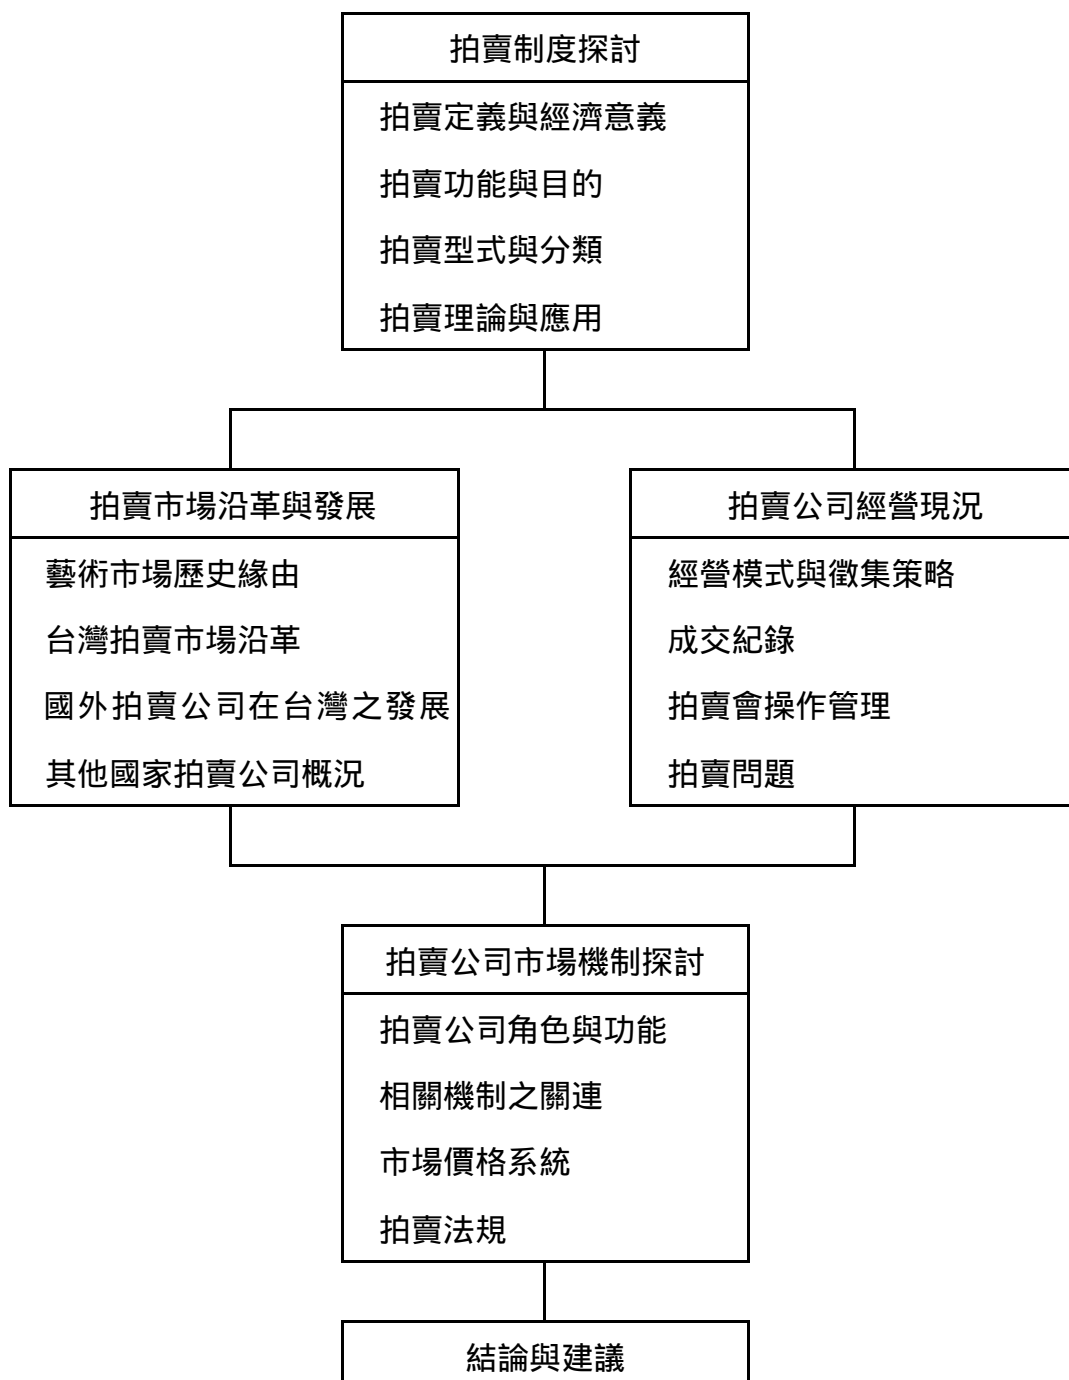 拍賣制度探討
拍賣定義與經濟意義
拍賣功能與目的
拍賣型式與分類
拍賣理論與應用
拍賣市場沿革與發展
藝術市場歷史緣由
台灣拍賣市場沿革
國外拍賣公司在台灣之發展
其他國家拍賣公司概況
拍賣公司經營現況
經營模式與徵集策略
成交紀錄
拍賣會操作管理
拍賣問題
拍賣公司市場機制探討
拍賣公司角色與功能
相關機制之關連
市場價格系統
拍賣法規
結論與建議